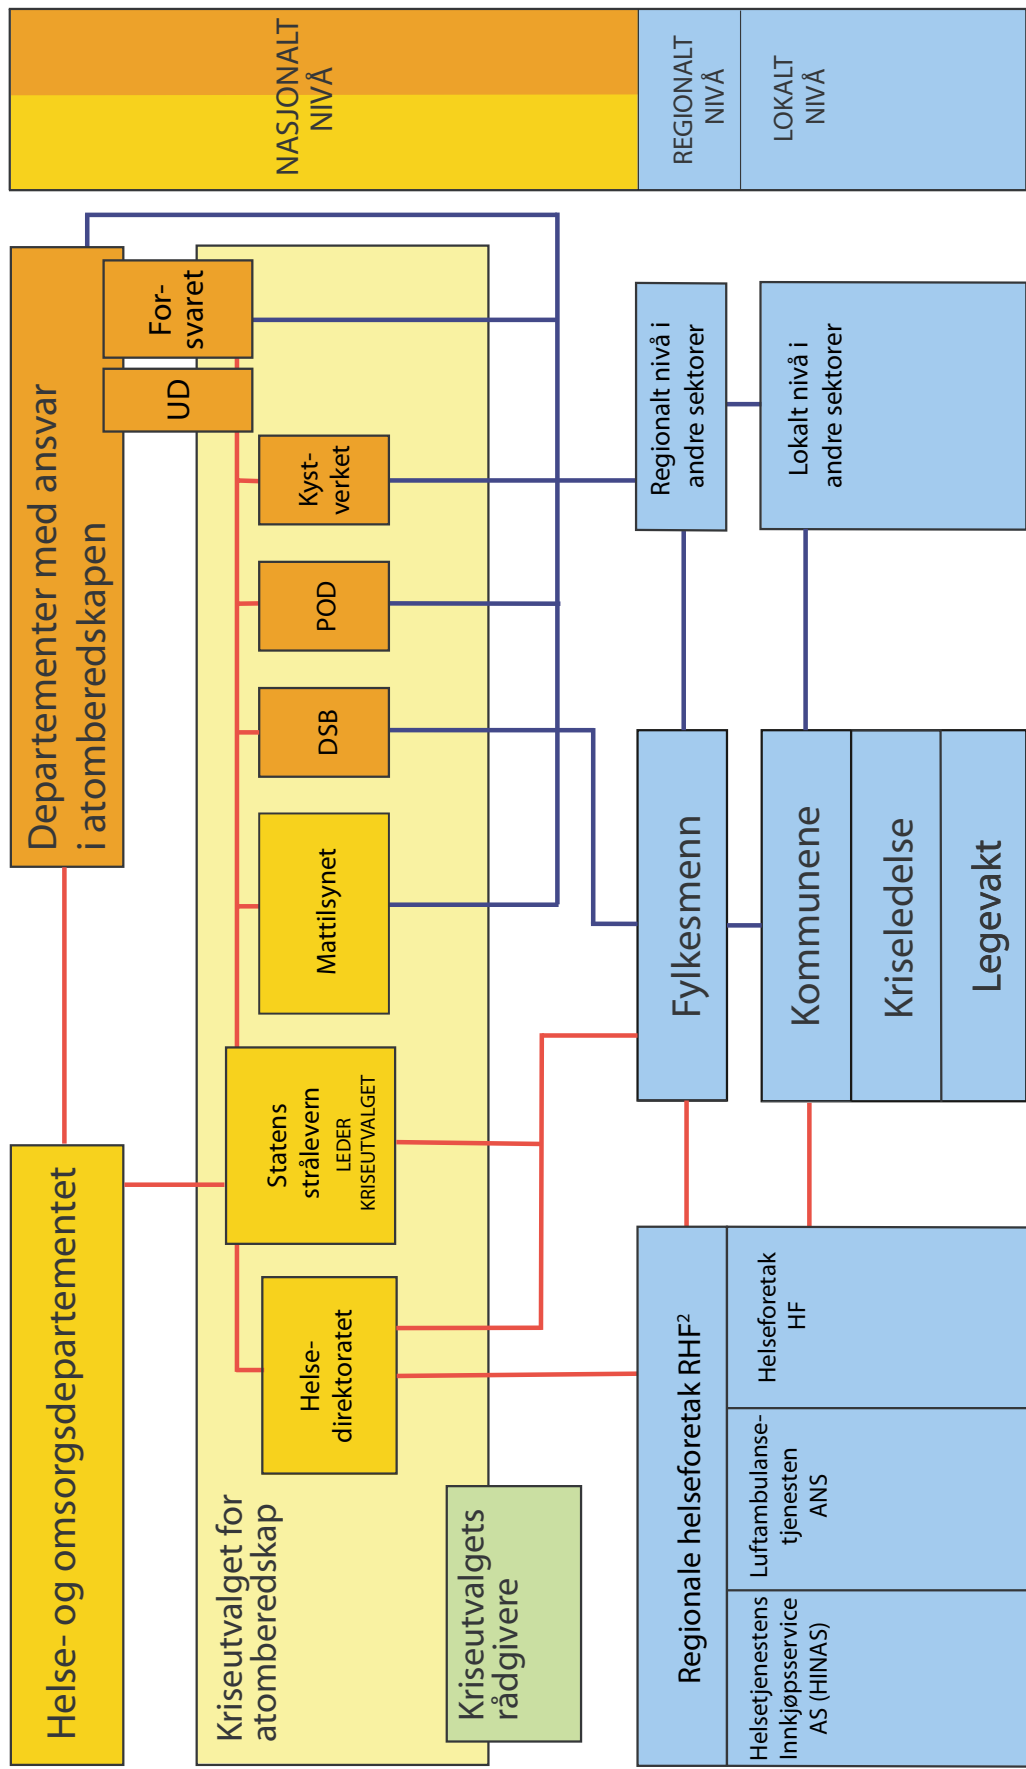 Helse- og omsorgsdepartementet
Departementer med ansvar
i atomberedskapen
NASJONALT
NIVÅ
Kriseutvalget for
atomberedskap
Helse-
direktoratet
Statens
strålevern
LEDER
KRISEUTVALGET
Mattilsynet
DSB
POD
Kyst-
verket
UD
For-
svaret
Kriseutvalgets
rådgivere
Regionale helseforetak RHF²
Fylkesmenn
Regionalt nivå i
andre sektorer
REGIONALT
NIVÅ
Helsetjenestens
Innkjøpsservice
AS (HINAS)
Luftambulanse-
tjenesten
ANS
Helseforetak
HF
Kommunene
Kriseledelse
Legevakt
Lokalt nivå i
andre sektorer
LOKALT
NIVÅ